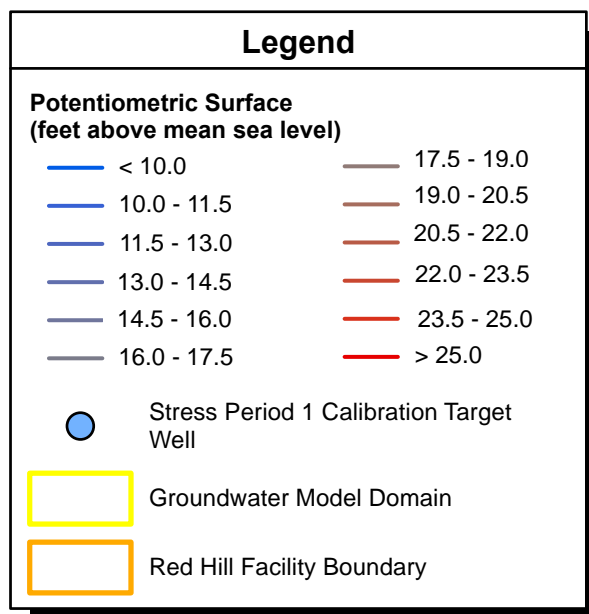 Legend
Potentiometric Surface
(feet above mean sea level)
< 10.0
10.0 - 11.5
11.5 - 13.0
13.0 - 14.5
14.5 - 16.0
16.0 - 17.5
17.5 - 19.0
19.0 - 20.5
20.5 - 22.0
22.0 - 23.5
23.5 - 25.0
> 25.0
Stress Period 1 Calibration Target
Well
Groundwater Model Domain
Red Hill Facility Boundary